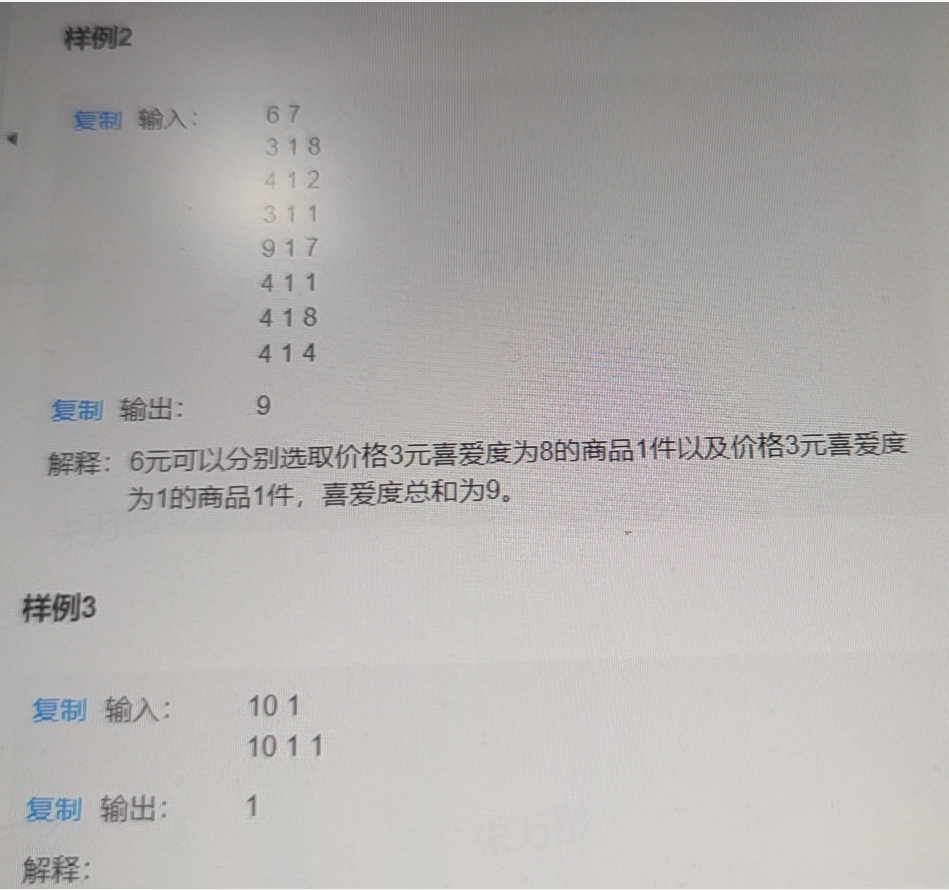 样例2
复制 输入： 6 7
3 1 8
4 1 2
3 1 1
9 1 7
4 1 1
4 1 8
4 1 4
复制 输出： 9
解释： 6元可以分别选取价格3元喜爱度为8的商品1件以及价格3元喜爱度
为1的商品1件，喜爱度总和为9。
样例3
复制 输入： 10 1
10 1 1
复制 输出： 1
解释：